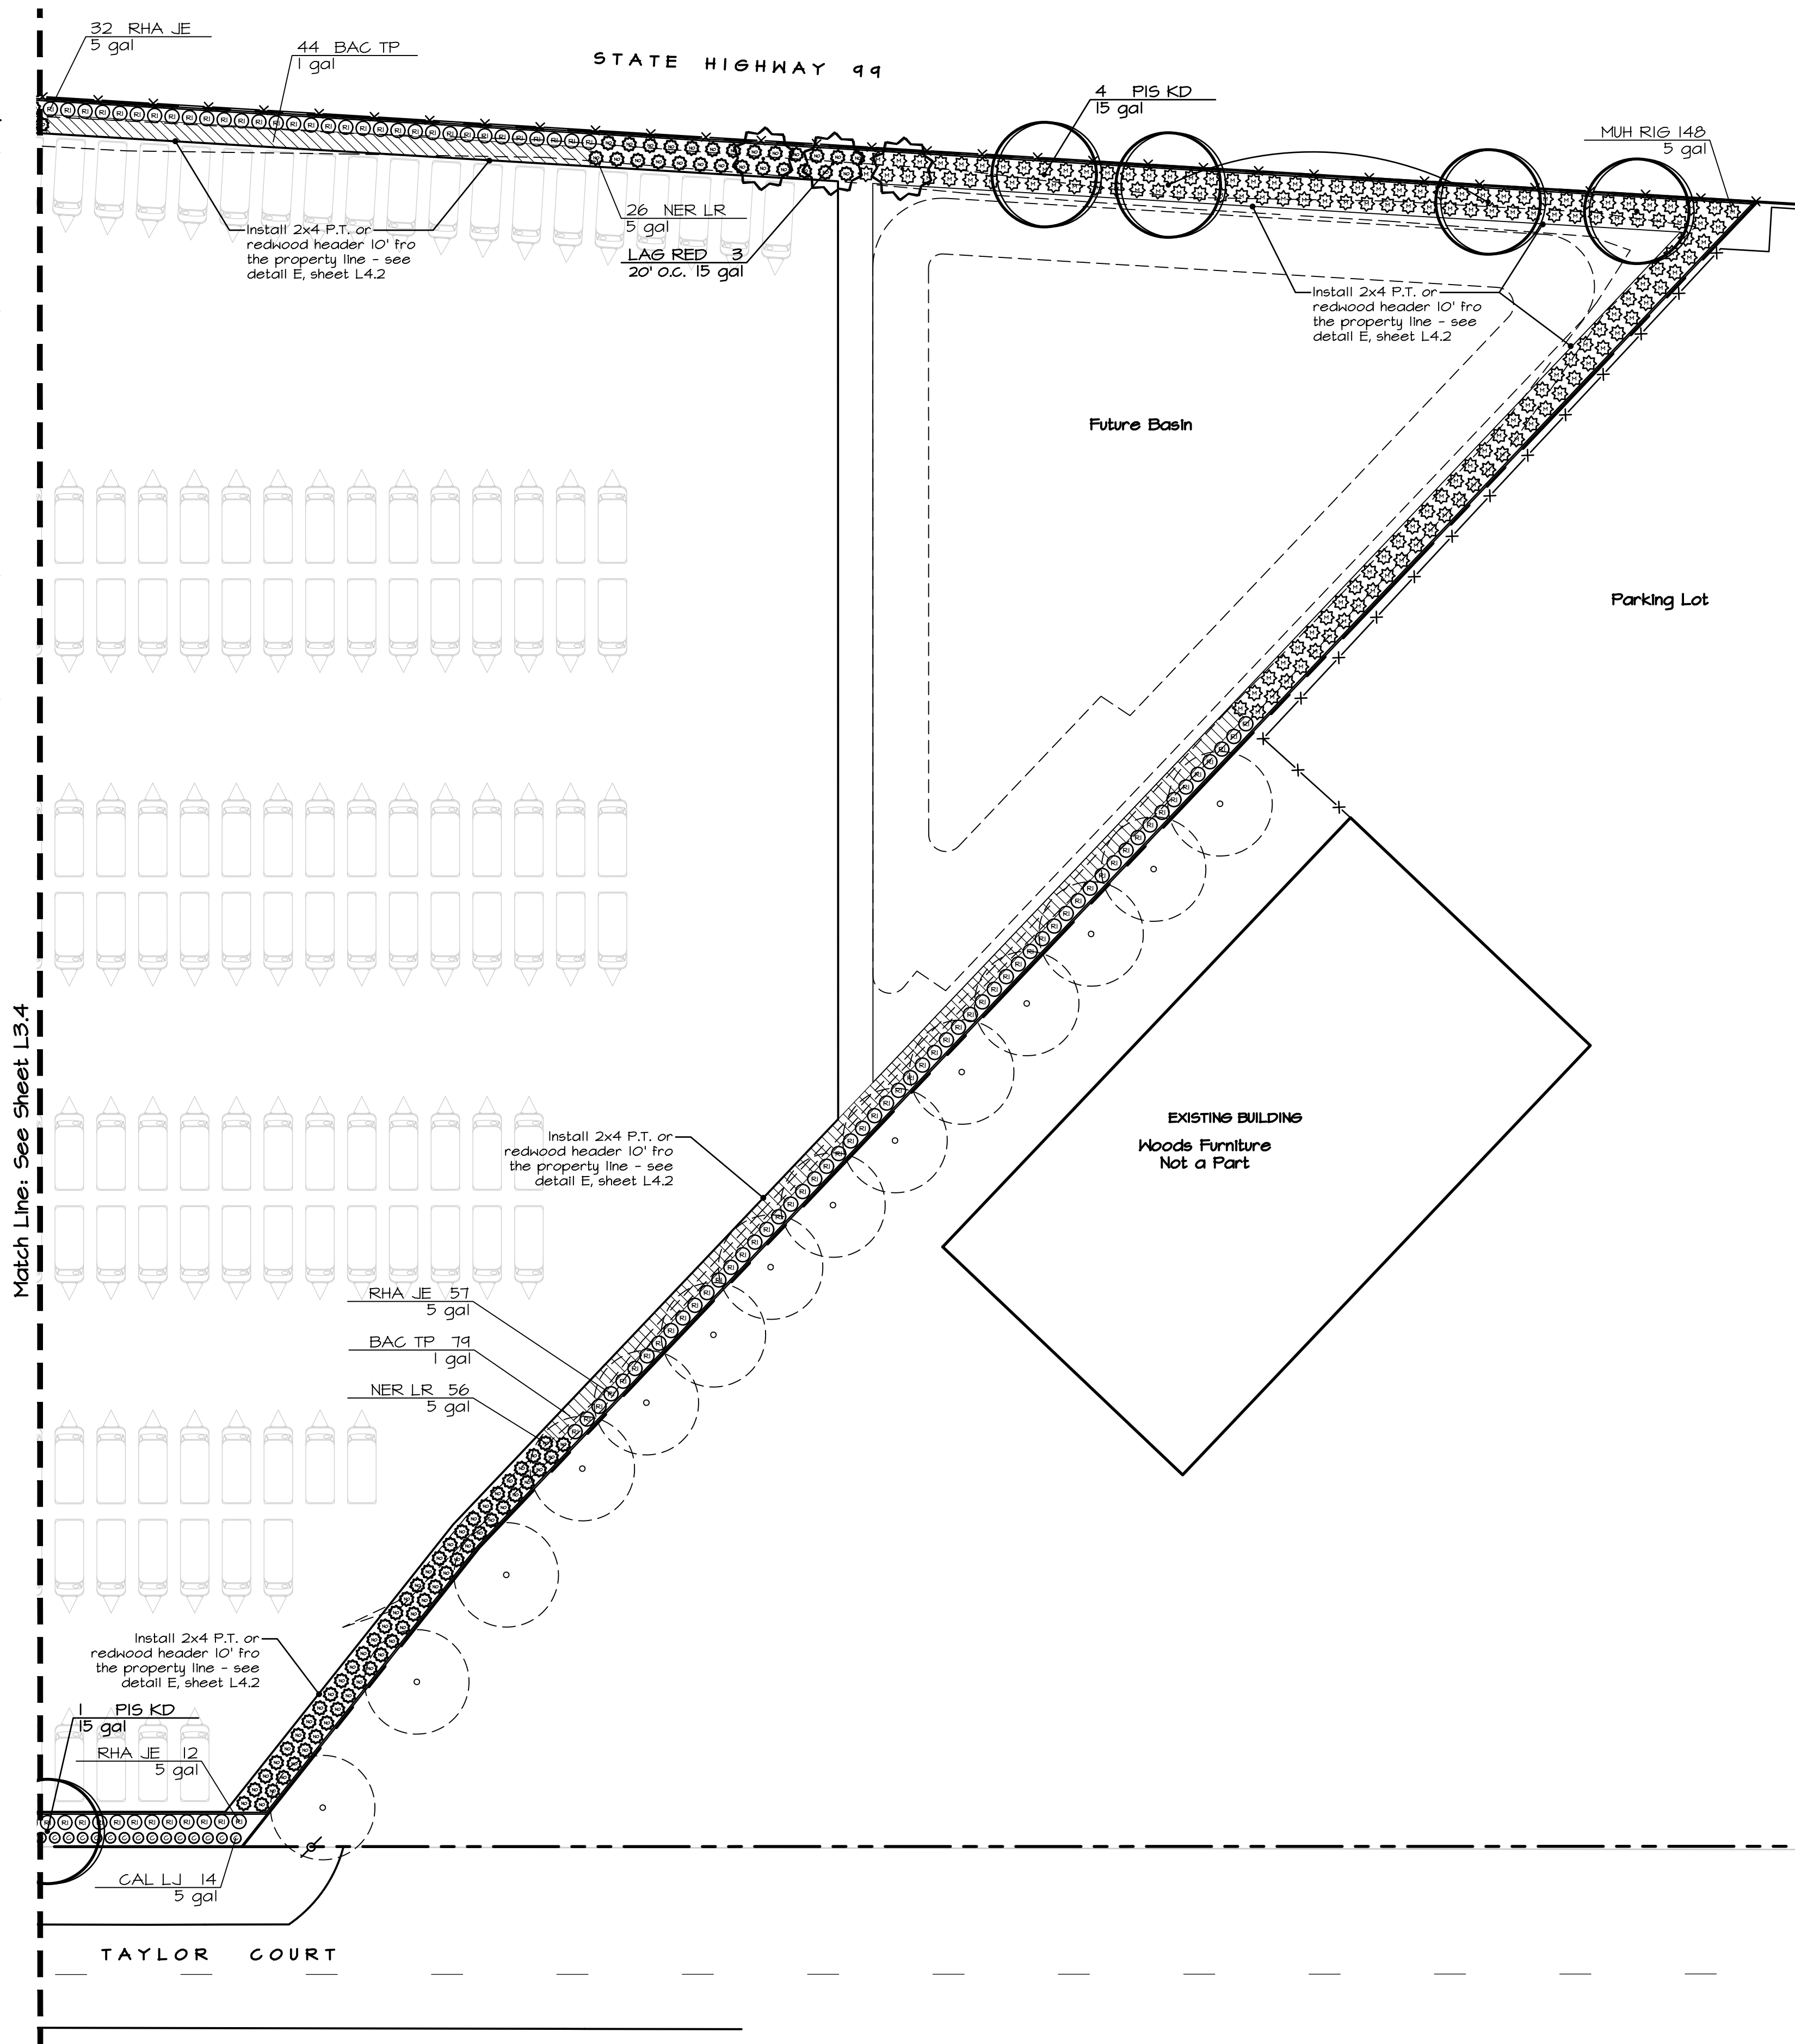 32 RHA JE
5 gal
44 BAC TP
1 gal
STATE HIGHWAY 99
4 PIS KD
15 gal
MUH RIG 148
5 gal
26 NER LR
5 gal
LAG RED 3
20' O.C. 15 gal
Install 2x4 P.T. or
redwood header 10' fro
the property line - see
detail E, sheet L4.2
Install 2x4 P.T. or
redwood header 10' fro
the property line - see
detail E, sheet L4.2
Future Basin
Parking Lot
Match Line: See Sheet L3.4
EXISTING BUILDING
Woods Furniture
Not a Part
Install 2x4 P.T. or
redwood header 10' fro
the property line - see
detail E, sheet L4.2
RHA JE 57
5 gal
BAC TP 79
1 gal
NER LR 56
5 gal
Install 2x4 P.T. or
redwood header 10' fro
the property line - see
detail E, sheet L4.2
1 PIS KD
15 gal
RHA JE 12
5 gal
CAL LJ 14
5 gal
TAYLOR COURT